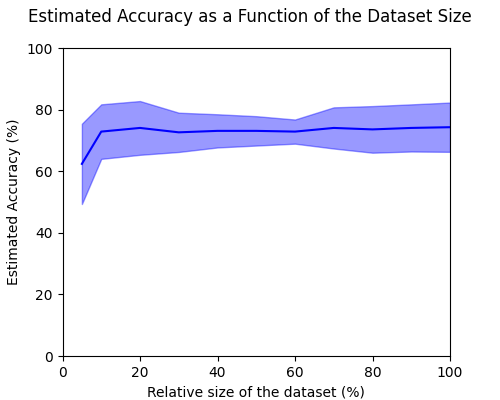 Estimated Accuracy as a Function of the Dataset Size
100
80
60
40
20
0
Estimated Accuracy (%)
0 20 40 60 80 100
Relative size of the dataset (%)